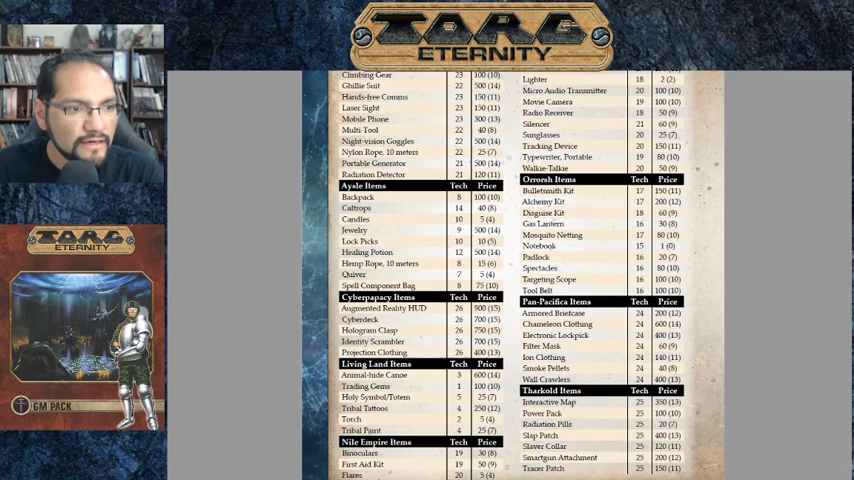 TORG
ETERNITY
TORG
ETERNITY
GM PACK
Climbing Gear 23 100 (10)
Ghillie Suit 22 500 (14)
Hands-free Comms 23 150 (11)
Laser Sight 23 150 (11)
Mobile Phone 23 300 (13)
Multi-Tool 22 40 (8)
Night-vision Goggles 22 500 (14)
Nylon Rope, 10 meters 22 25 (7)
Portable Generator 21 500 (14)
Radiation Detector 21 120 (11)
Aysle Items Tech Price
Backpack 8 100 (10)
Caltrops 14 40 (8)
Candles 10 5 (4)
Jewelry 9 500 (14)
Lock Picks 10 10 (5)
Healing Potion 12 500 (14)
Hemp Rope, 10 meters 8 15 (6)
Quiver 7 5 (4)
Spell Component Bag 8 75 (10)
Cyberpapacy Items Tech Price
Augmented Reality HUD 26 900 (15)
Cyberdeck 26 700 (15)
Hologram Clasp 26 750 (15)
Identity Scrambler 26 700 (15)
Projection Clothing 26 400 (13)
Living Land Items Tech Price
Animal-hide Canoe 3 600 (14)
Trading Gems 1 100 (10)
Holy Symbol/Totem 5 25 (7)
Tribal Tattoos 4 250 (12)
Torch 2 5 (4)
Tribal Paint 4 25 (7)
Nile Empire Items Tech Price
Binoculars 19 30 (8)
First Aid Kit 19 50 (9)
Flares 20 5 (4)
Lighter 18 2 (2)
Micro Audio Transmitter 20 100 (10)
Movie Camera 19 100 (10)
Radio Receiver 18 50 (9)
Silencer 21 60 (9)
Sunglasses 20 25 (7)
Tracking Device 20 150 (11)
Typewriter, Portable 19 80 (10)
Walkie-Talkie 20 50 (9)
Orrorsh Items Tech Price
Bulletsmith Kit 17 150 (11)
Alchemy Kit 17 200 (12)
Disguise Kit 18 60 (9)
Gas Lantern 16 30 (8)
Mosquito Netting 17 80 (10)
Notebook 15 1 (0)
Padlock 16 20 (7)
Spectacles 16 80 (10)
Targeting Scope 16 100 (10)
Tool Belt 16 100 (10)
Pan-Pacifica Items Tech Price
Armored Briefcase 24 200 (12)
Chameleon Clothing 24 600 (14)
Electronic Lockpick 24 400 (13)
Filter Mask 24 60 (9)
Ion Clothing 24 140 (11)
Smoke Pellets 24 40 (8)
Wall Crawlers 24 400 (13)
Tharkold Items Tech Price
Interactive Map 25 350 (13)
Power Pack 25 100 (10)
Radiation Pills 25 20 (7)
Slap Patch 25 400 (13)
Slaver Collar 25 120 (11)
Smartgun Attachment 25 200 (12)
Tracer Patch 25 150 (11)